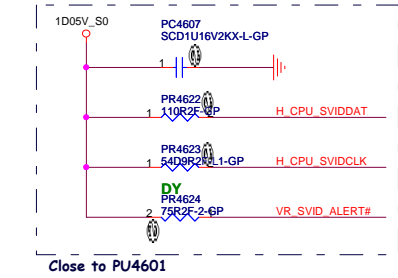 1D05V_S0
PC4607
SCD1U16V2KX-L-GP
1
PR4622
1 110R2F-GP H_CPU_SVIDDAT
PR4623
1 54D9R2F-L1-GP H_CPU_SVIDCLK
DY
PR4624
2 75R2F-2-GP VR_SVID_ALERT#
Close to PU4601